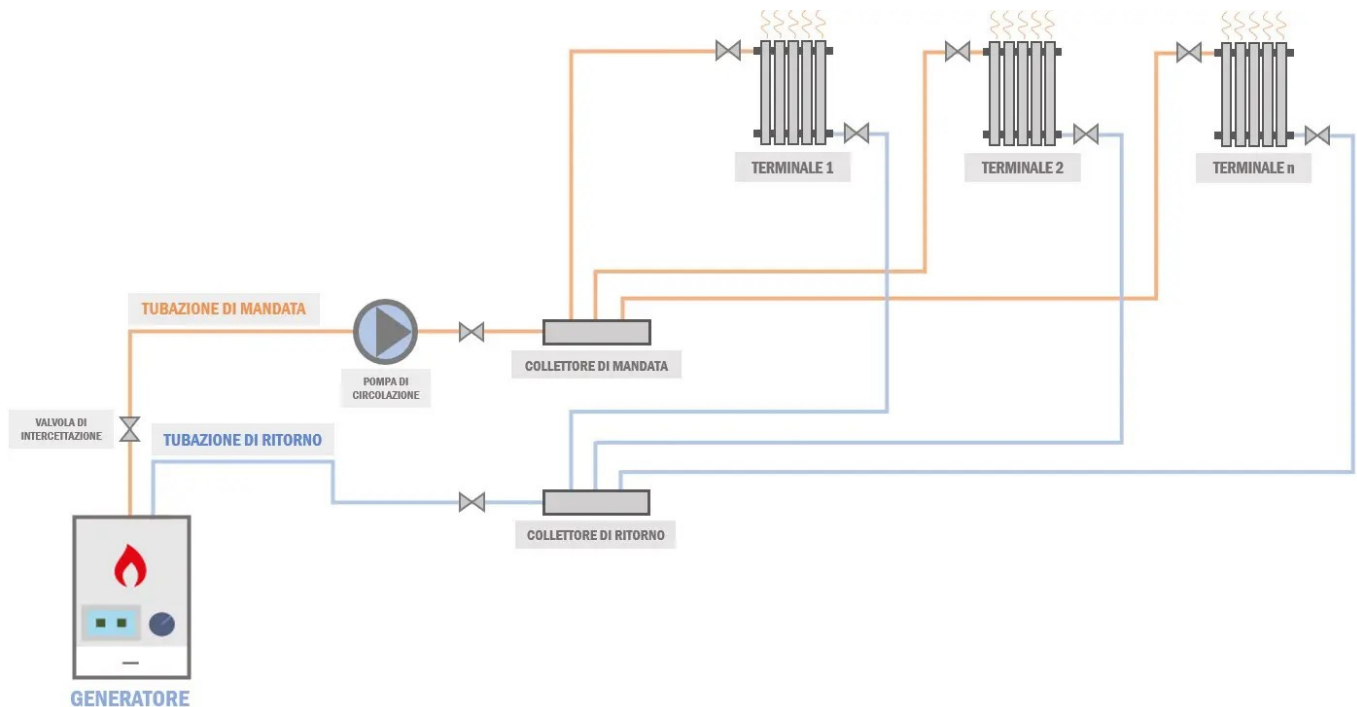 TERMINALE 1
TERMINALE 2
TERMINALE n
TUBAZIONE DI MANDATA
COLLETTORE DI MANDATA
POMPA DI
CIRCOLAZIONE
VALVOLA DI
INTERCETTAZIONE
TUBAZIONE DI RITORNO
COLLETTORE DI RITORNO
GENERATORE